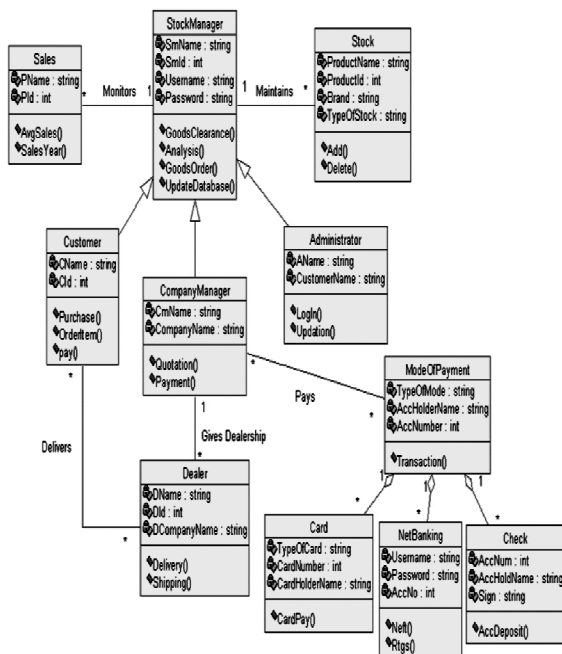 StockManager
SmName : string
SmId : int
Username : string
Password : string
GoodsClearance()
Analysis()
GoodsOrder()
UpdateDatabase()
Sales
PName : string
PId : int
AvgSales()
SalesYear()
* Monitors 1
1 Maintains *
Stock
ProductName : string
ProductId : int
Brand : string
TypeOfStock : string
Add()
Delete()
Customer
CName : string
CId : int
Purchase()
OrderItem()
pay()
CompanyManager
CmName : string
CompanyName : string
Quotation()
Payment()
Administrator
AName : string
CustomerName : string
LogIn()
Updation()
* Pays *
ModeOfPayment
TypeOfMode : string
AccHolderName : string
AccNumber : int
Transaction()
* Delivers *
1 Gives Dealership *
Dealer
DName : string
DId : int
DCompanyName : string
Delivery()
Shipping()
1 1 1
* * *
Card
TypeOfCard : string
CardNumber : int
CardHolderName : string
CardPay()
NetBanking
Username : string
Password : string
AccNo : int
Neft()
Rtgs()
Check
AccNum : int
AccHoldName : string
Sign : string
AccDeposit()